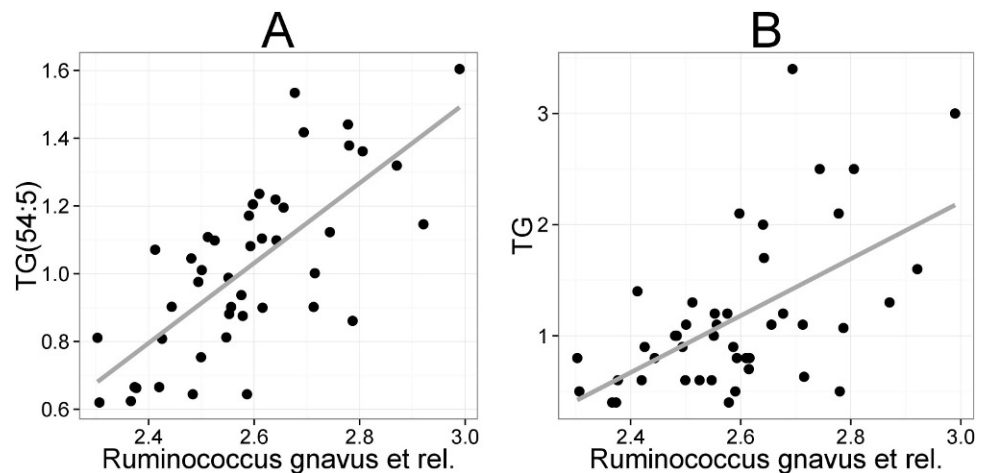 A
TG(54:5)
1.6
1.4
1.2
1.0
0.8
0.6
2.4 2.6 2.8 3.0
Ruminococcus gnavus et rel.
B
TG
3
2
1
2.4 2.6 2.8 3.0
Ruminococcus gnavus et rel.